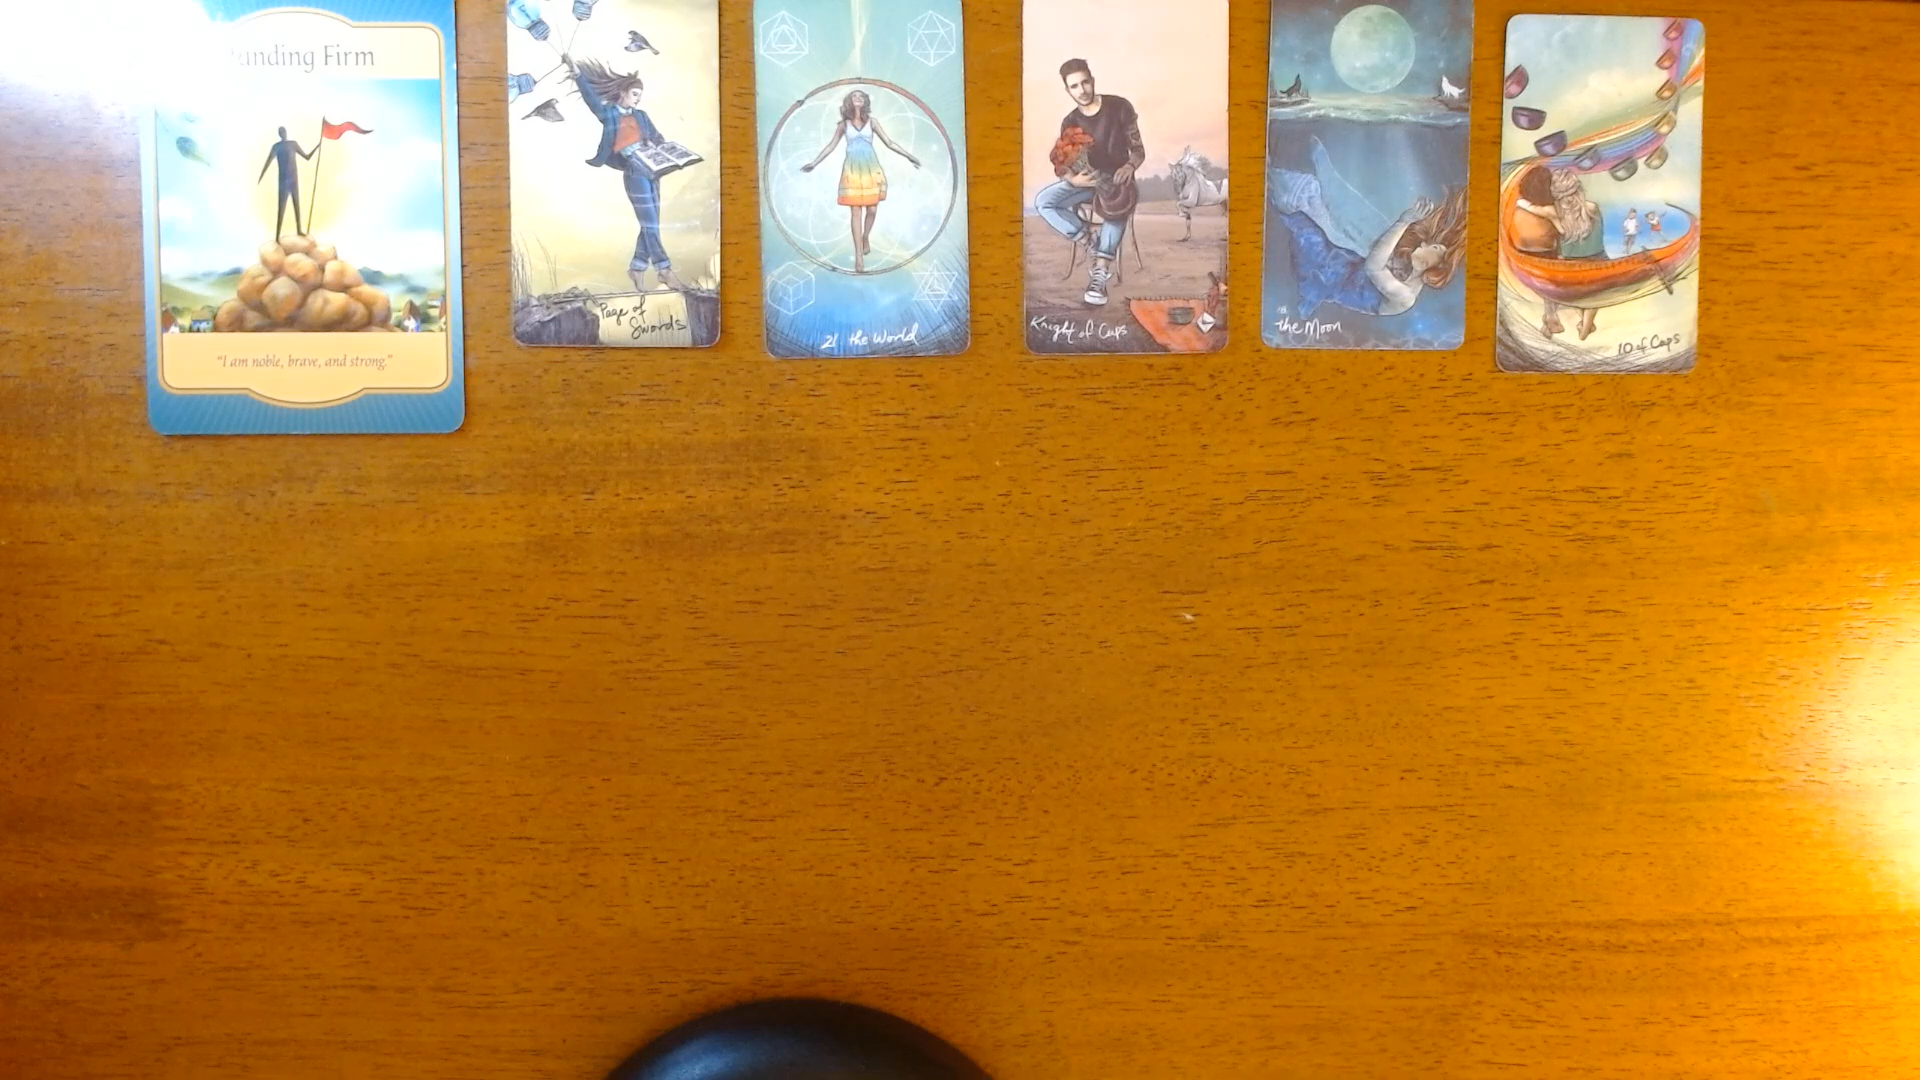 anding Firm
"I am noble, brave, and strong."
Page of
Swords
21 the World
Knight of Cups
18
the Moon
10 of Cups